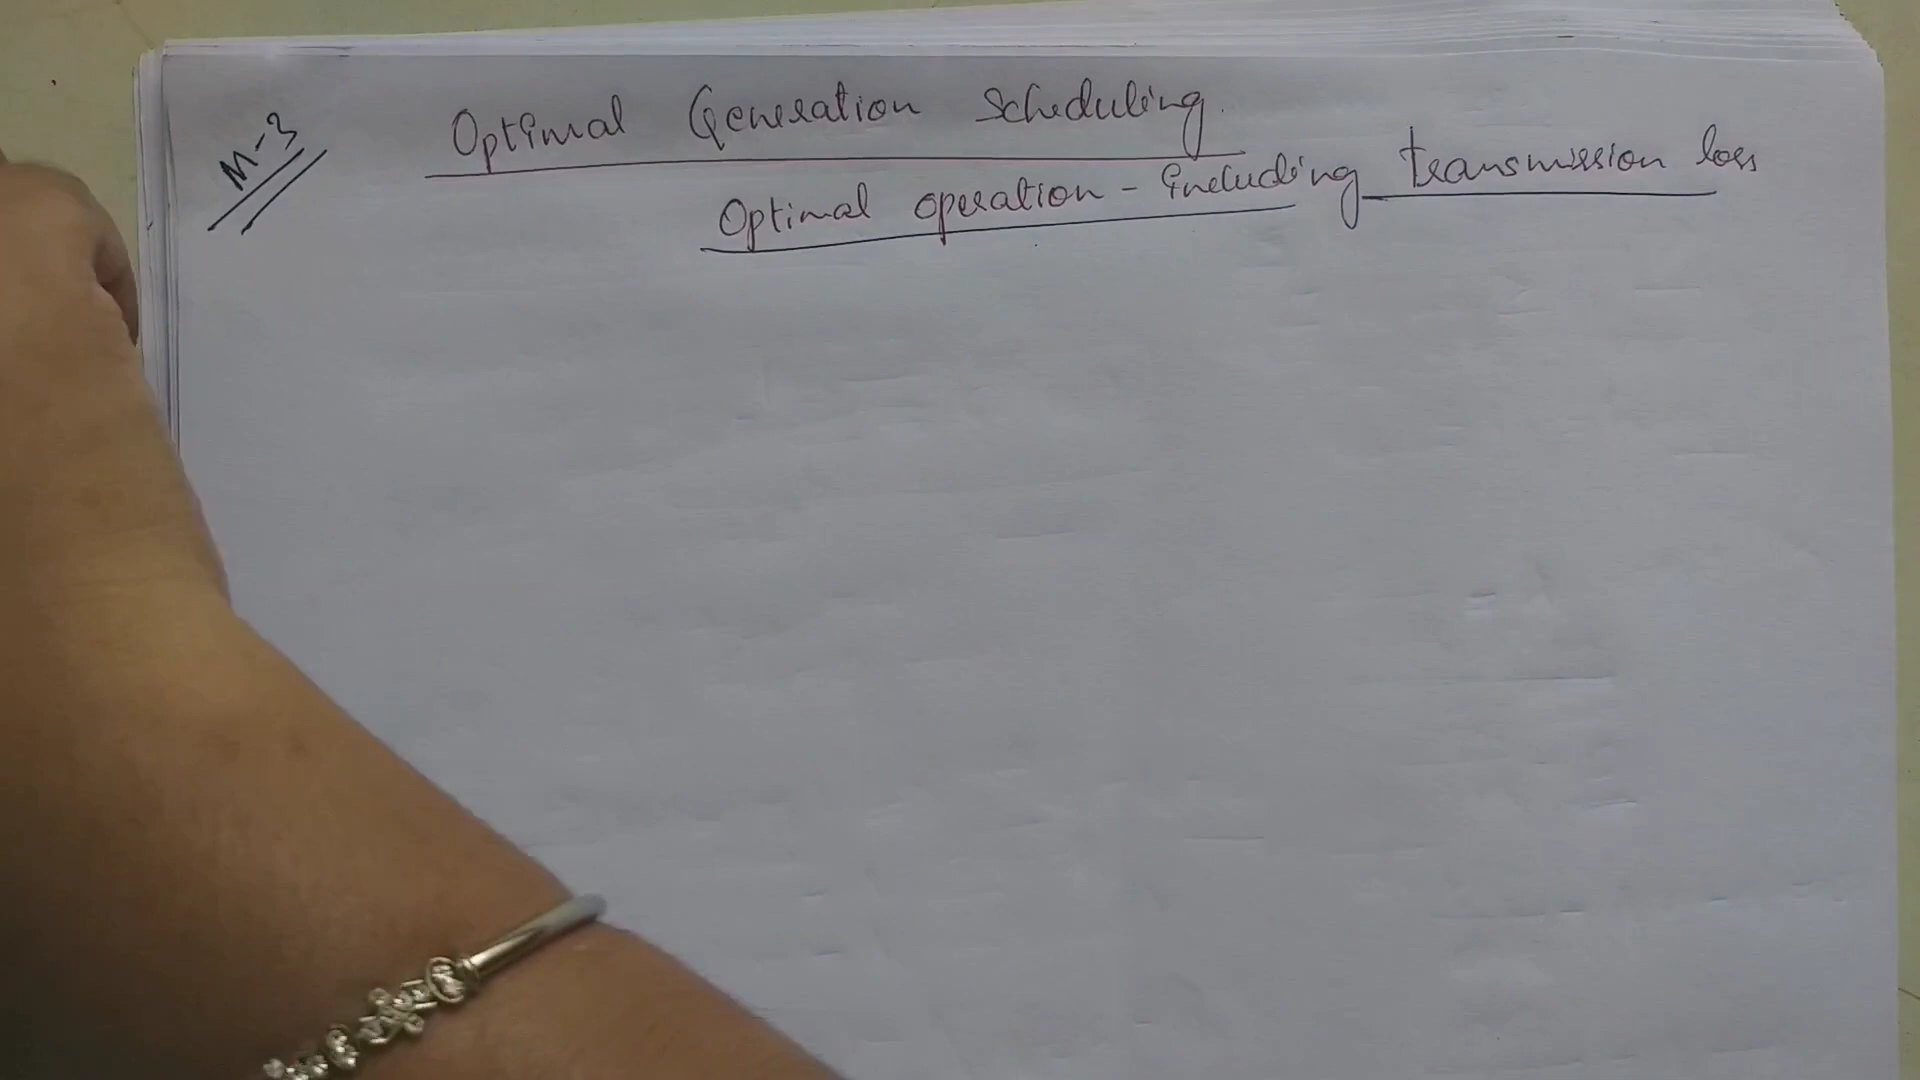 M-3
Optimal Generation Scheduling.
Optimal operation - including transmission loss